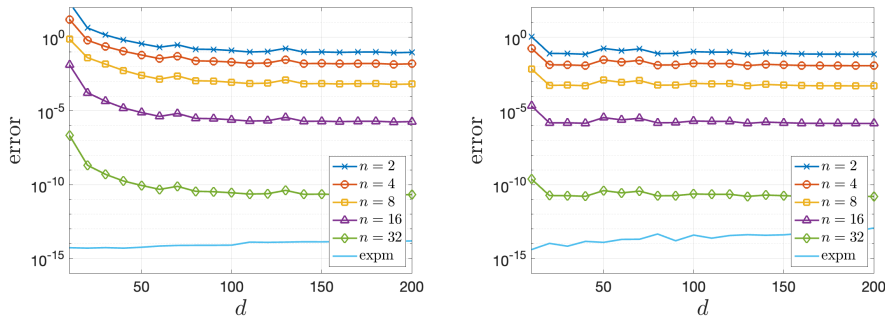 10^0
10^-5
10^-10
10^-15
error
50
100
150
200
d
n = 2
n = 4
n = 8
n = 16
n = 32
expm
10^0
10^-5
10^-10
10^-15
error
50
100
150
200
d
n = 2
n = 4
n = 8
n = 16
n = 32
expm